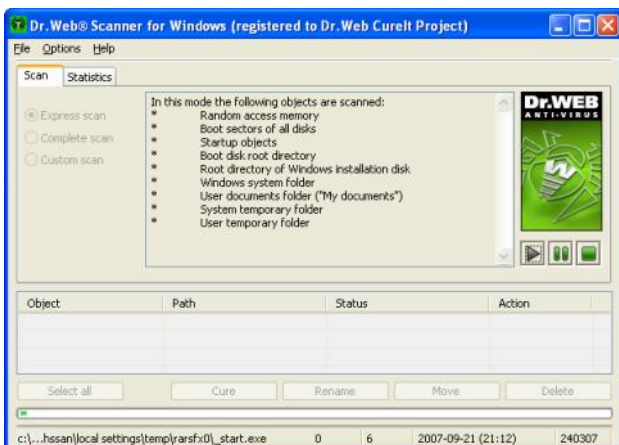 Dr.Web® Scanner for Windows (registered to Dr.Web CureIt Project)
File Options Help
Scan Statistics
Express scan
Complete scan
Custom scan
In this mode the following objects are scanned:
* Random access memory
* Boot sectors of all disks
* Startup objects
* Boot disk root directory
* Root directory of Windows installation disk
* Windows system folder
* User documents folder ("My documents")
* System temporary folder
* User temporary folder
Dr.WEB
ANTI-VIRUS
Object Path Status Action
Select all Cure Rename Move Delete
c:\...hssan\local settings\temp\rarsfx0\_start.exe 0 6 2007-09-21 (21:12) 240307